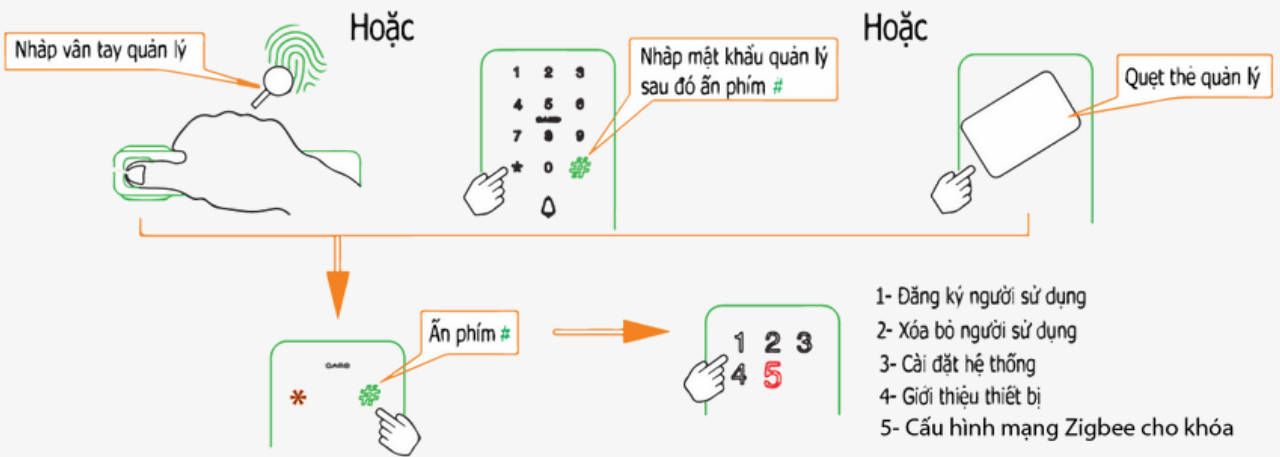 Hoặc
Hoặc
Nhập vân tay quản lý
Nhập mật khẩu quản lý
sau đó ấn phím #
Quẹt thẻ quản lý
1 2 3
4 5 6
CARD
7 8 9
* 0 #
Ấn phím #
CARD
* #
1 2 3
4 5
1- Đăng ký người sử dụng
2- Xóa bỏ người sử dụng
3- Cài đặt hệ thống
4- Giới thiệu thiết bị
5- Cấu hình mạng Zigbee cho khóa